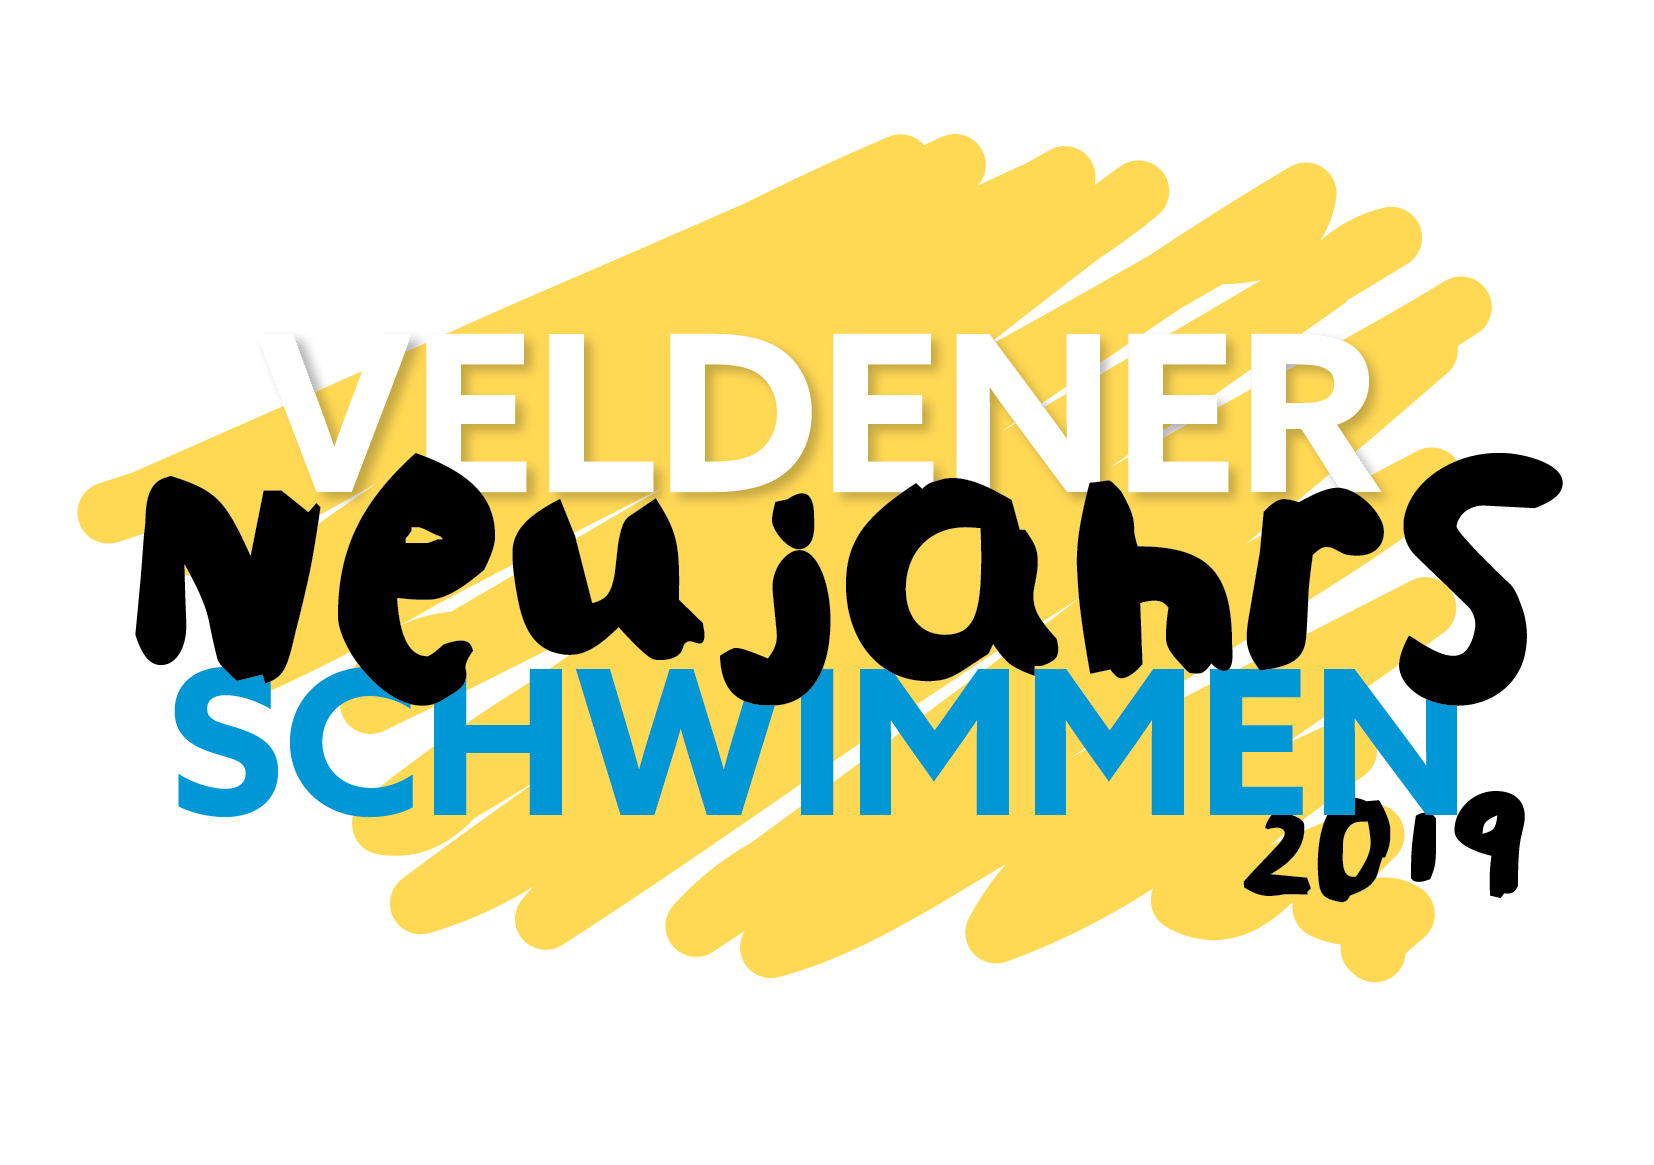 VELDENER
Neujahrs
SCHWIMMEN
2019